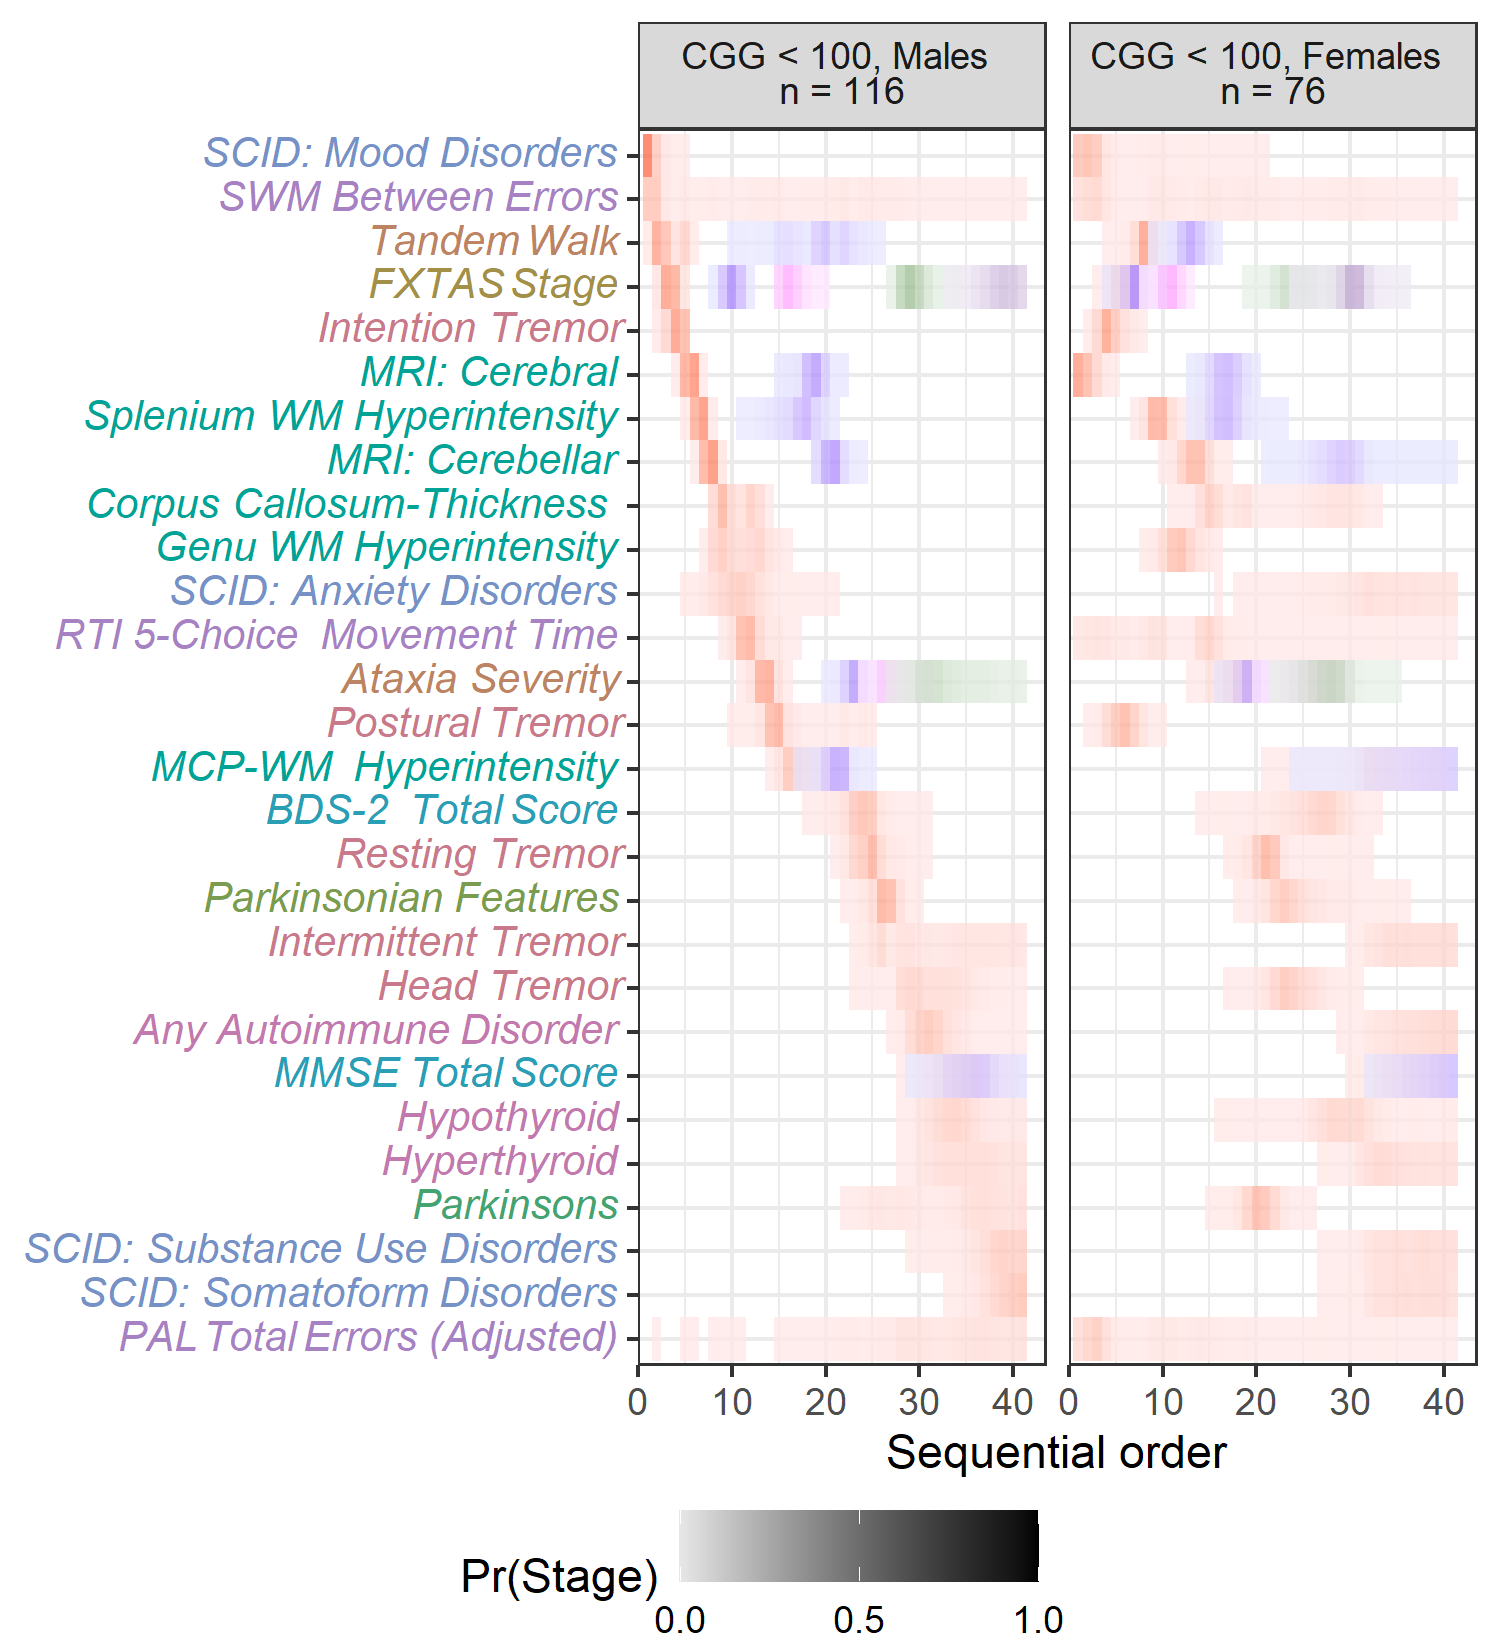 CGG < 100, Males
n = 116
CGG < 100, Females
n = 76
SCID: Mood Disorders
SWM Between Errors
Tandem Walk
FXTAS Stage
Intention Tremor
MRI: Cerebral
Splenium WM Hyperintensity
MRI: Cerebellar
Corpus Callosum-Thickness
Genu WM Hyperintensity
SCID: Anxiety Disorders
RTI 5-Choice Movement Time
Ataxia Severity
Postural Tremor
MCP-WM Hyperintensity
BDS-2 Total Score
Resting Tremor
Parkinsonian Features
Intermittent Tremor
Head Tremor
Any Autoimmune Disorder
MMSE Total Score
Hypothyroid
Hyperthyroid
Parkinsons
SCID: Substance Use Disorders
SCID: Somatoform Disorders
PAL Total Errors (Adjusted)
0 10 20 30 40 0 10 20 30 40
Sequential order
Pr(Stage)
0.0 0.5 1.0